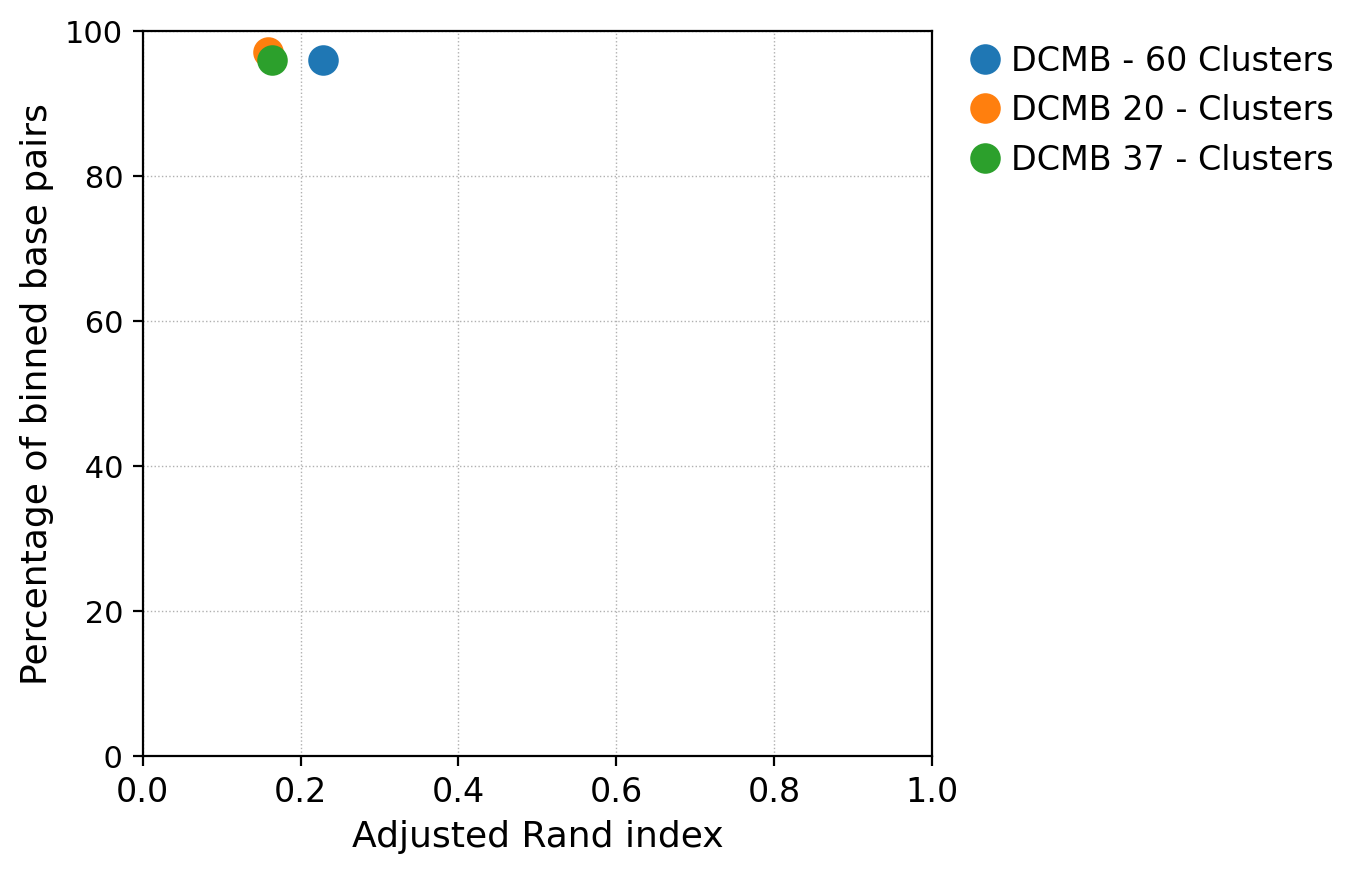 100
80
60
40
20
0
Percentage of binned base pairs
0.0 0.2 0.4 0.6 0.8 1.0
Adjusted Rand index
DCMB - 60 Clusters
DCMB 20 - Clusters
DCMB 37 - Clusters